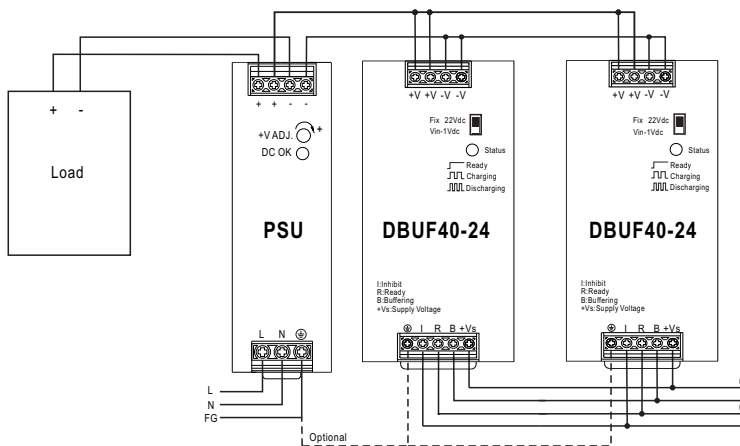 + -
Load
+ + - -
+V ADJ. +
DC OK
PSU
L N
L
N
FG
Optional
+V +V -V -V
Fix 22Vdc
Vin-1Vdc
Status
Ready
Charging
Discharging
DBUF40-24
I:Inhibit
R:Ready
B:Buffering
+Vs:Supply Voltage
I R B +Vs
+V +V -V -V
Fix 22Vdc
Vin-1Vdc
Status
Ready
Charging
Discharging
DBUF40-24
I:Inhibit
R:Ready
B:Buffering
+Vs:Supply Voltage
I R B +Vs